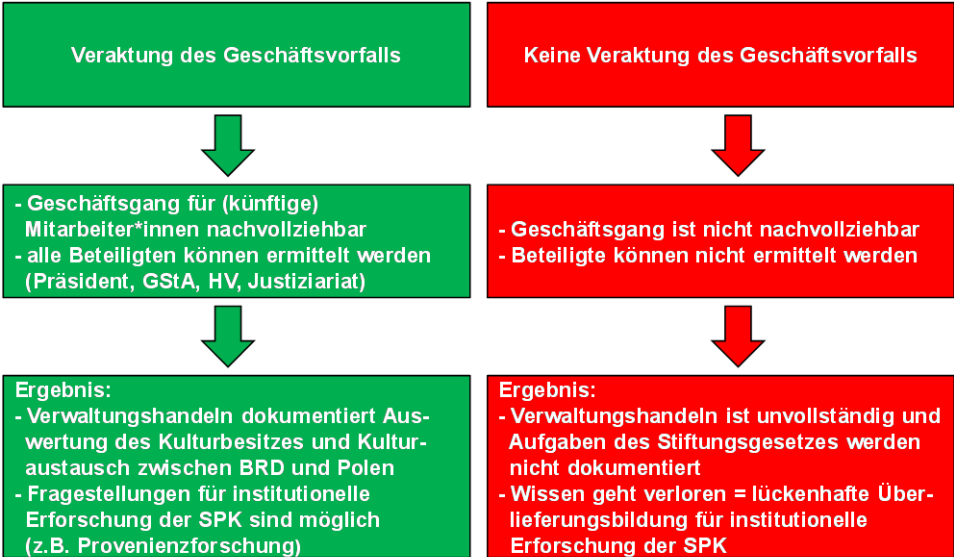 Veraktung des Geschäftsvorfalls
Keine Veraktung des Geschäftsvorfalls
- Geschäftsgang für (künftige)
Mitarbeiter*innen nachvollziehbar
- alle Beteiligten können ermittelt werden
(Präsident, GStA, HV, Justiziariat)
- Geschäftsgang ist nicht nachvollziehbar
- Beteiligte können nicht ermittelt werden
Ergebnis:
- Verwaltungshandeln dokumentiert Aus-
wertung des Kulturbesitzes und Kultur-
austausch zwischen BRD und Polen
- Fragestellungen für institutionelle
Erforschung der SPK sind möglich
(z.B. Provenienzforschung)
Ergebnis:
- Verwaltungshandeln ist unvollständig und
Aufgaben des Stiftungsgesetzes werden
nicht dokumentiert
- Wissen geht verloren = lückenhafte Über-
lieferungsbildung für institutionelle
Erforschung der SPK